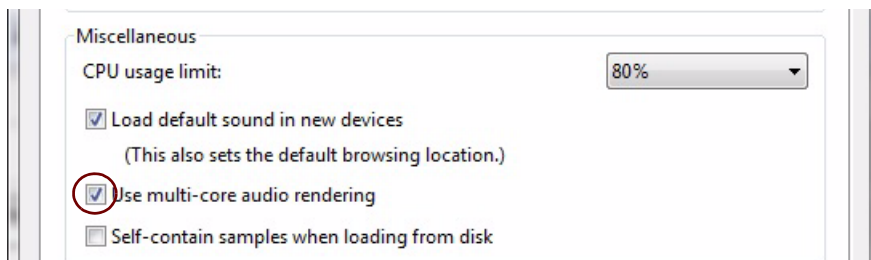 Miscellaneous
CPU usage limit: 80%
Load default sound in new devices
(This also sets the default browsing location.)
Use multi-core audio rendering
Self-contain samples when loading from disk